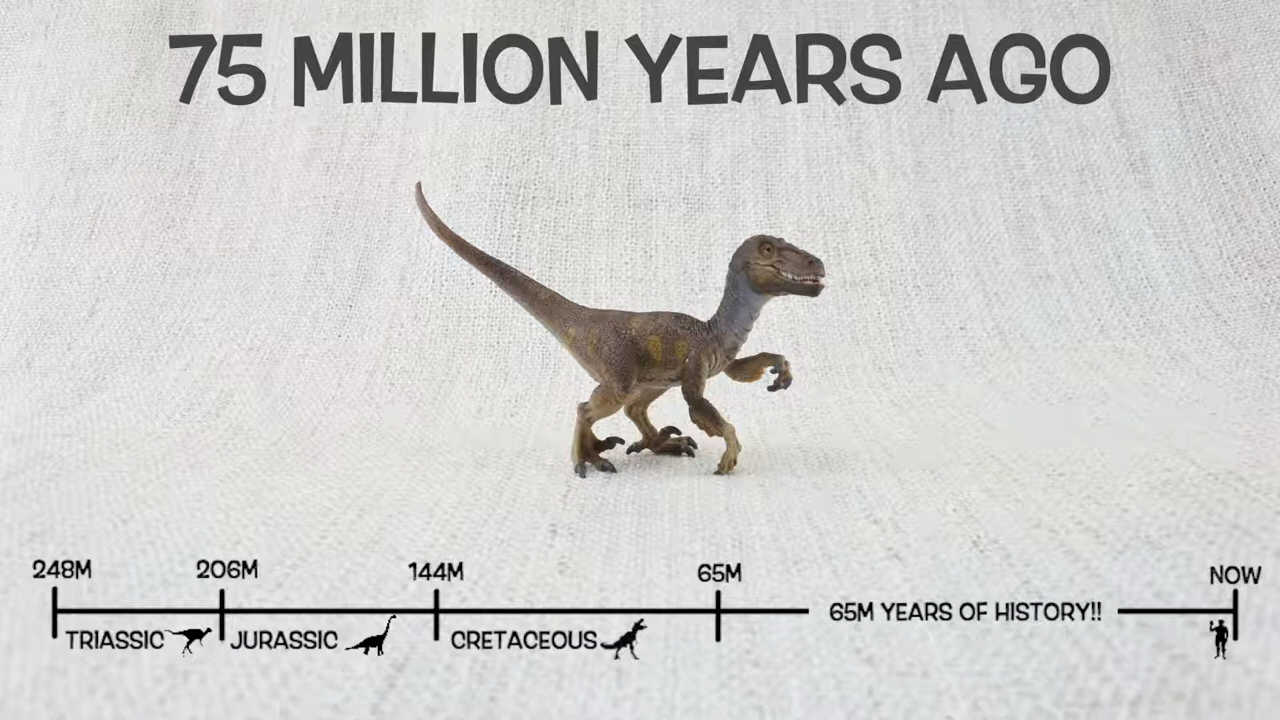 75 MILLION YEARS AGO
248M 206M 144M 65M NOW
65M YEARS OF HISTORY!!
TRIASSIC JURASSIC CRETACEOUS